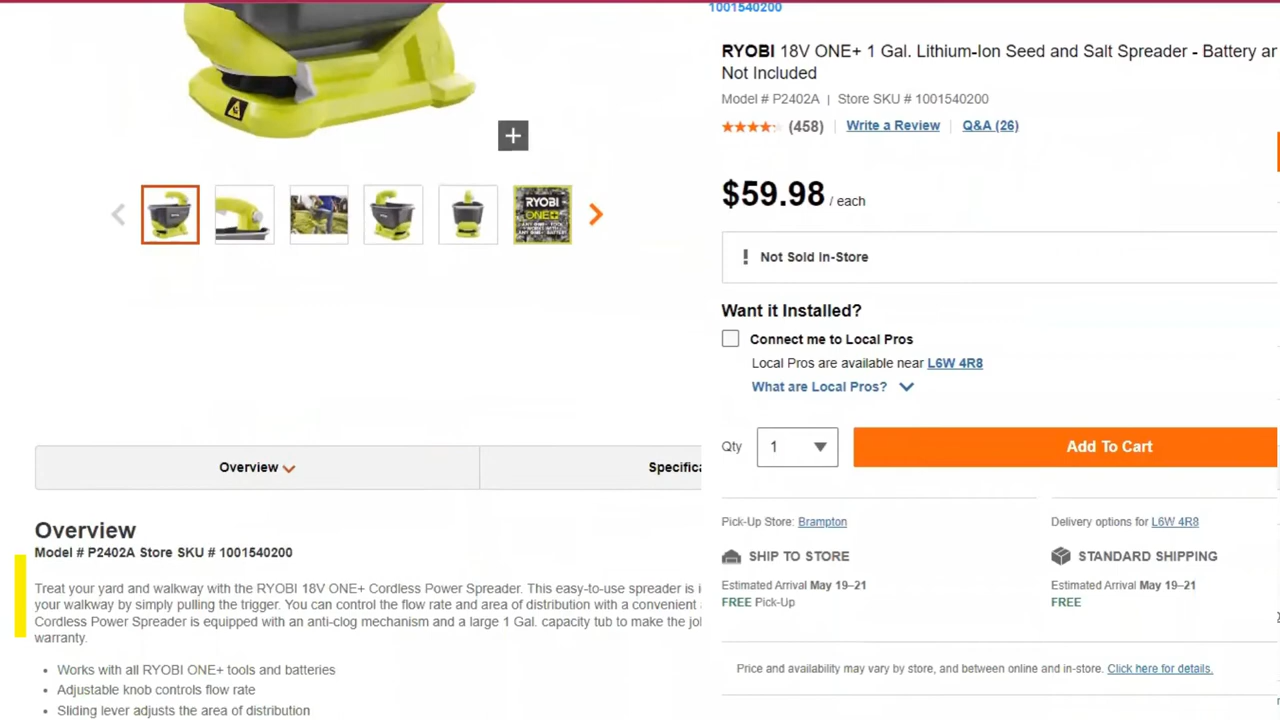 1001540200
RYOBI 18V ONE+ 1 Gal. Lithium-Ion Seed and Salt Spreader - Battery
Not Included
Model # P2402A | Store SKU # 1001540200
(458) | Write a Review | Q&A (26)
$59.98 / each
RYOBI
ONE+
Not Sold In-Store
Want it Installed?
Connect me to Local Pros
Local Pros are available near L6W 4R8
What are Local Pros?
Qty 1 Add To Cart
Overview
Pick-Up Store: Brampton
Delivery options for L6W 4R8
SHIP TO STORE
STANDARD SHIPPING
Estimated Arrival May 19–21
FREE Pick-Up
Estimated Arrival May 19–21
FREE
Price and availability may vary by store, and between online and in-store. Click here for details.
Overview
Model # P2402A Store SKU # 1001540200
Treat your yard and walkway with the RYOBI 18V ONE+ Cordless Power Spreader. This easy-to-use spreader is
your walkway by simply pulling the trigger. You can control the flow rate and area of distribution with a convenient
Cordless Power Spreader is equipped with an anti-clog mechanism and a large 1 Gal. capacity tub to make the
warranty.
• Works with all RYOBI ONE+ tools and batteries
• Adjustable knob controls flow rate
• Sliding lever adjusts the area of distribution